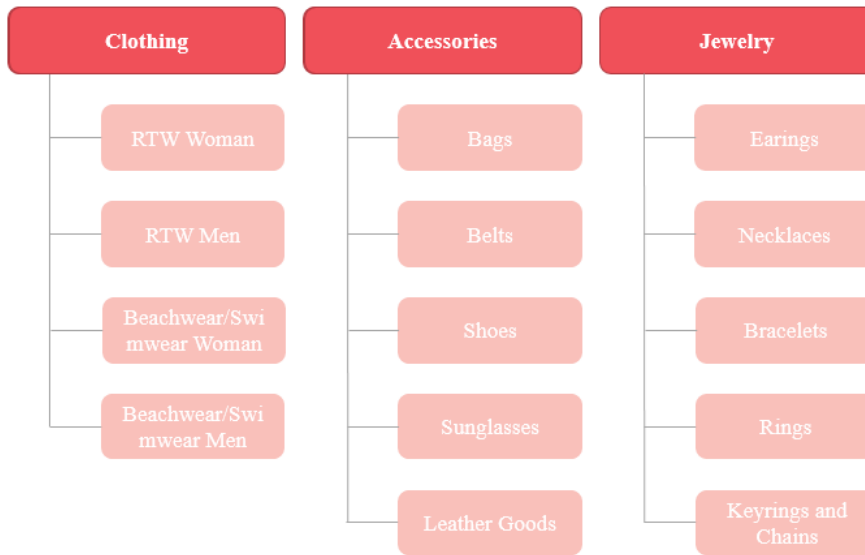 Clothing
RTW Woman
RTW Men
Beachwear/Swi
mwear Woman
Beachwear/Swi
mwear Men
Accessories
Bags
Belts
Shoes
Sunglasses
Leather Goods
Jewelry
Earings
Necklaces
Bracelets
Rings
Keyrings and
Chains